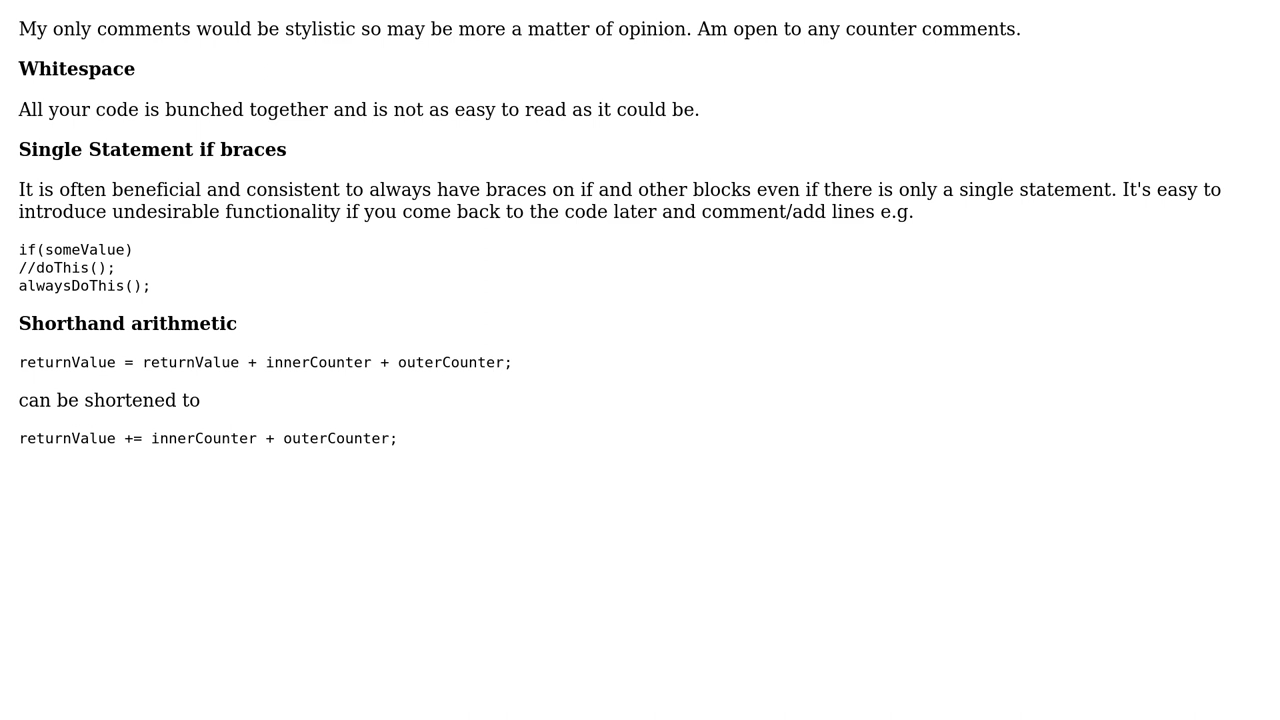 My only comments would be stylistic so may be more a matter of opinion. Am open to any counter comments.
Whitespace
All your code is bunched together and is not as easy to read as it could be.
Single Statement if braces
It is often beneficial and consistent to always have braces on if and other blocks even if there is only a single statement. It's easy to
introduce undesirable functionality if you come back to the code later and comment/add lines e.g.
if(someValue)
//doThis();
alwaysDoThis();
Shorthand arithmetic
returnValue = returnValue + innerCounter + outerCounter;
can be shortened to
returnValue += innerCounter + outerCounter;